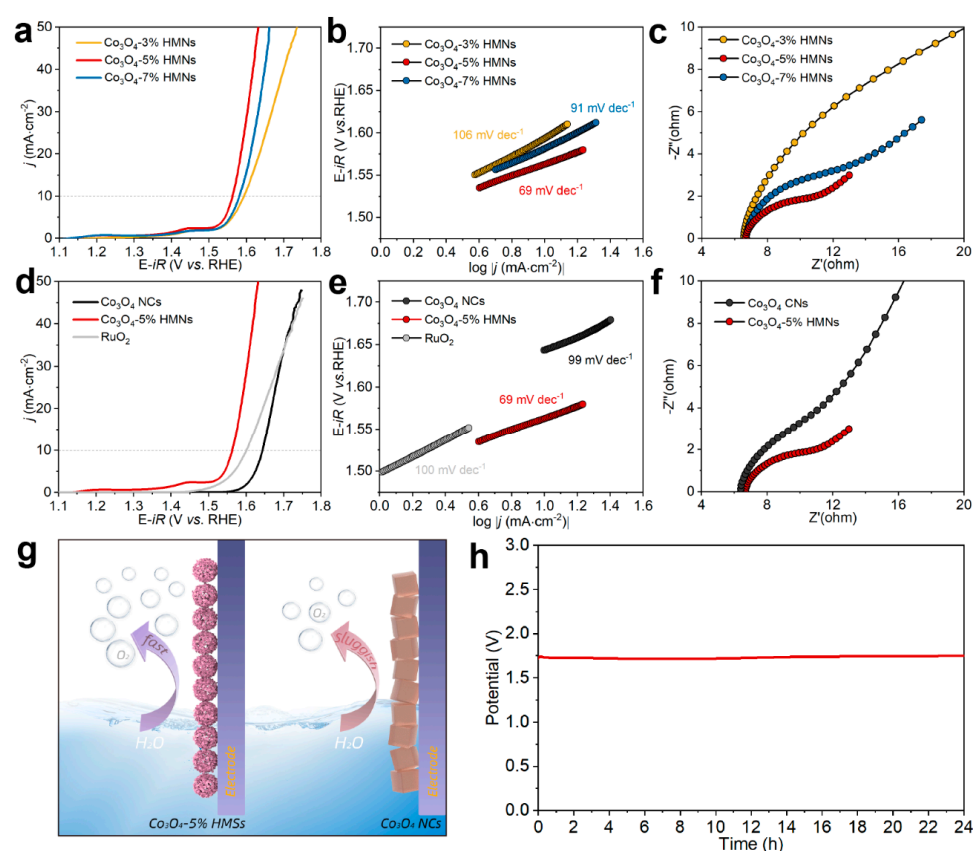 a
j (mA·cm⁻²)
50
40
30
20
10
0
Co₃O₄-3% HMNs
Co₃O₄-5% HMNs
Co₃O₄-7% HMNs
1.1 1.2 1.3 1.4 1.5 1.6 1.7 1.8
E-iR (V vs. RHE)
b
E-iR (V vs.RHE)
1.70
1.65
1.60
1.55
1.50
Co₃O₄-3% HMNs
Co₃O₄-5% HMNs
Co₃O₄-7% HMNs
91 mV dec⁻¹
106 mV dec⁻¹
69 mV dec⁻¹
0.0 0.2 0.4 0.6 0.8 1.0 1.2 1.4 1.6
log |j (mA·cm⁻²)|
c
-Z''(ohm)
10
8
6
4
2
0
Co₃O₄-3% HMNs
Co₃O₄-5% HMNs
Co₃O₄-7% HMNs
4 8 12 16 20
Z'(ohm)
d
j (mA·cm⁻²)
50
40
30
20
10
0
Co₃O₄ NCs
Co₃O₄-5% HMNs
RuO₂
1.1 1.2 1.3 1.4 1.5 1.6 1.7 1.8
E-iR (V vs. RHE)
e
E-iR (V vs.RHE)
1.70
1.65
1.60
1.55
1.50
Co₃O₄ NCs
Co₃O₄-5% HMNs
RuO₂
99 mV dec⁻¹
69 mV dec⁻¹
100 mV dec⁻¹
0.0 0.2 0.4 0.6 0.8 1.0 1.2 1.4 1.6
log |j (mA·cm⁻²)|
f
-Z''(ohm)
10
8
6
4
2
0
Co₃O₄ CNs
Co₃O₄-5% HMNs
4 6 8 10 12 14 16 18 20
Z'(ohm)
g
O₂
fast
H₂O
Electrode
Co₃O₄-5% HMSs
O₂
sluggish
H₂O
Electrode
Co₃O₄ NCs
h
Potential (V)
3.0
2.5
2.0
1.5
1.0
0.5
0.0
0 2 4 6 8 10 12 14 16 18 20 22 24
Time (h)